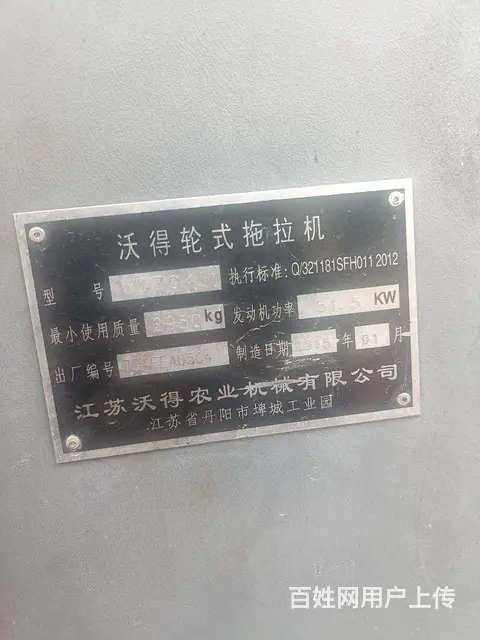 沃得轮式拖拉机
型 号 执行标准: Q/321181SFH011 2012
最小使用质量 kg 发动机功率 51.5 KW
出厂编号 制造日期 年 01 月
江苏沃得农业机械有限公司
江苏省丹阳市埤城工业园
百姓网用户上传